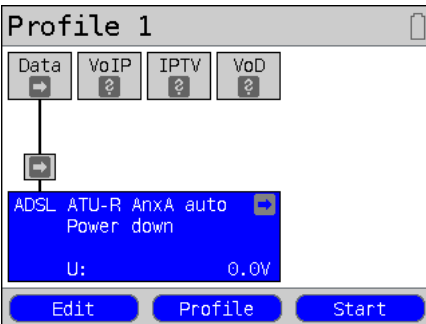 Profile 1
Data VoIP IPTV VoD
? ? ?
ADSL ATU-R AnxA auto
Power down
U: 0.0V
Edit Profile Start